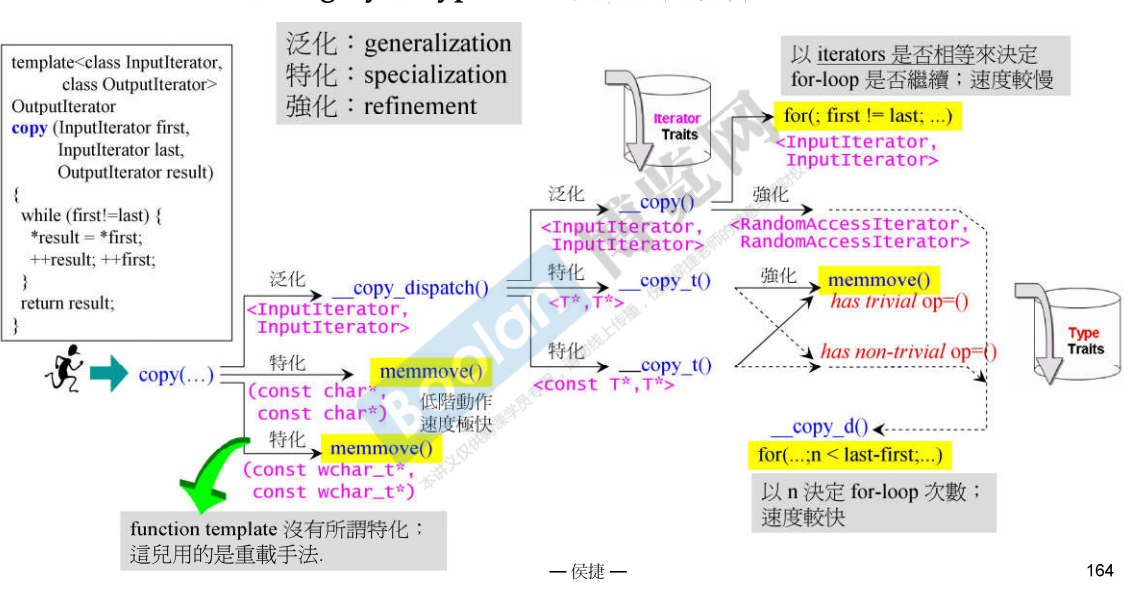 泛化：generalization
特化：specialization
強化：refinement
template<class InputIterator,
class OutputIterator>
OutputIterator
copy (InputIterator first,
InputIterator last,
OutputIterator result)
{
while (first!=last) {
*result = *first;
++result; ++first;
}
return result;
}
以 iterators 是否相等來決定
for-loop 是否繼續；速度較慢
Iterator
Traits
for(; first != last; ...)
<InputIterator,
InputIterator>
泛化
__copy()
<InputIterator,
InputIterator>
強化
<RandomAccessIterator,
RandomAccessIterator>
泛化
__copy_dispatch()
<InputIterator,
InputIterator>
特化
__copy_t()
<T*,T*>
強化
memmove()
has trivial op=()
特化
__copy_t()
<const T*,T*>
has non-trivial op=()
Type
Traits
copy(…)
特化
memmove()
(const char*,
const char*)
低階動作
速度極快
特化
memmove()
(const wchar_t*,
const wchar_t*)
__copy_d()
for(...;n < last-first;...)
以 n 決定 for-loop 次數；
速度較快
function template 沒有所謂特化；
這兒用的是重載手法.
Boolan
博览网
— 侯捷 —
164